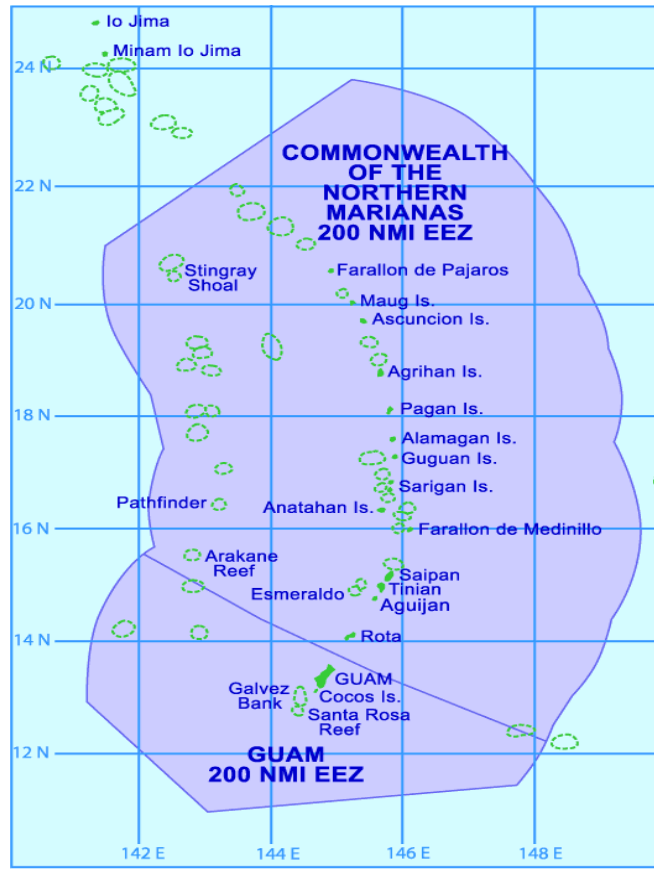 Io Jima
Minam Io Jima
24 N
COMMONWEALTH
OF THE
NORTHERN
MARIANAS
200 NMI EEZ
22 N
Stingray
Shoal
Farallon de Pajaros
20 N
Maug Is.
Ascuncion Is.
Agrihan Is.
18 N
Pagan Is.
Alamagan Is.
Guguan Is.
Sarigan Is.
Pathfinder
Anatahan Is.
16 N
Farallon de Medinillo
Arakane
Reef
Saipan
Esmeraldo
Tinian
Aguijan
14 N
Rota
GUAM
Galvez
Bank
Cocos Is.
Santa Rosa
Reef
12 N
GUAM
200 NMI EEZ
142 E
144 E
146 E
148 E